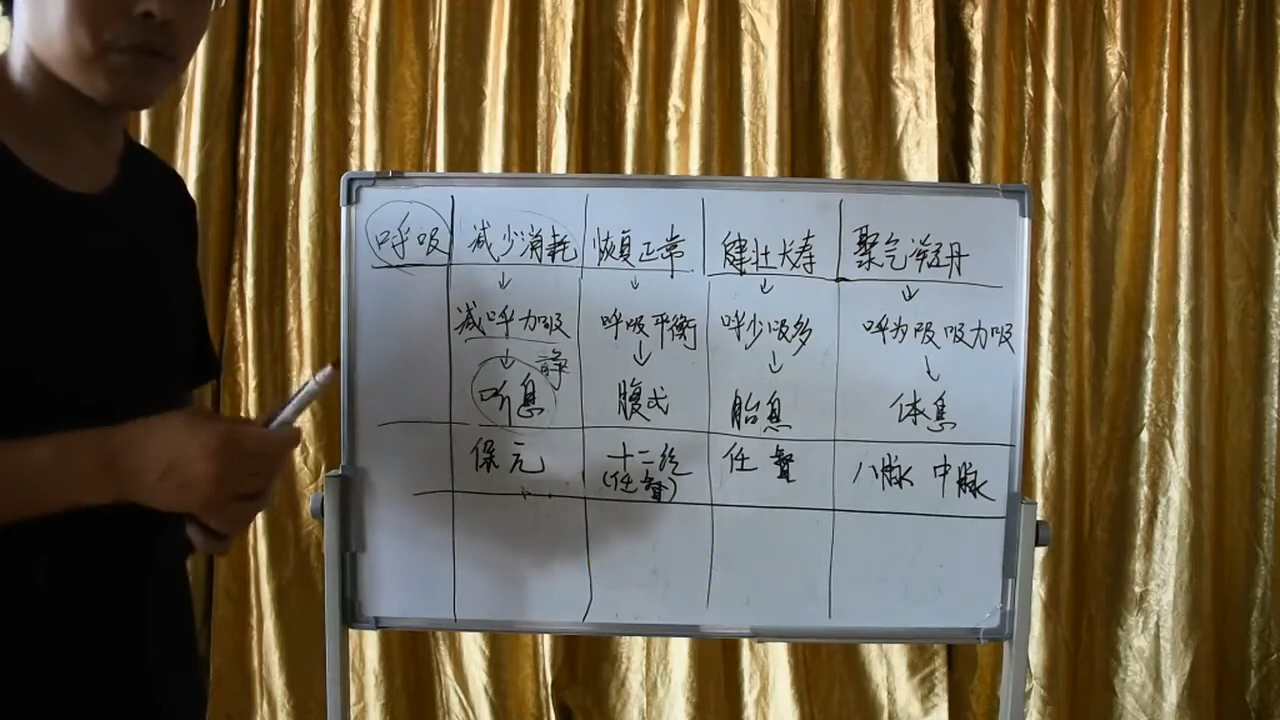 呼吸 减少消耗 恢复正常 健壮长寿 聚气凝丹
减呼加吸 呼吸平衡 呼少吸多 呼为吸 吸加吸
静
听息 腹式 胎息 体息
保元 十二经 任督 八脉 中脉
(任督)